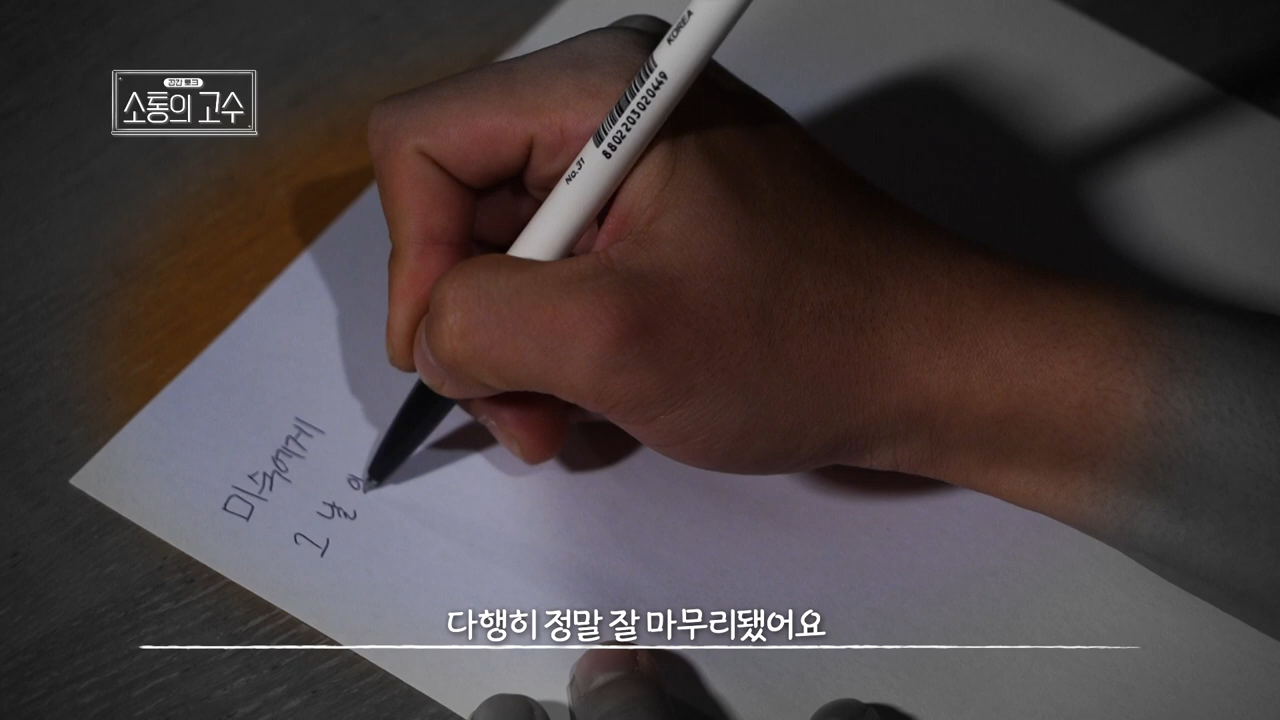 소통의 고수
KOREA
8802203020449
No.31
미숙에게
그 날 이
다행히 정말 잘 마무리됐어요